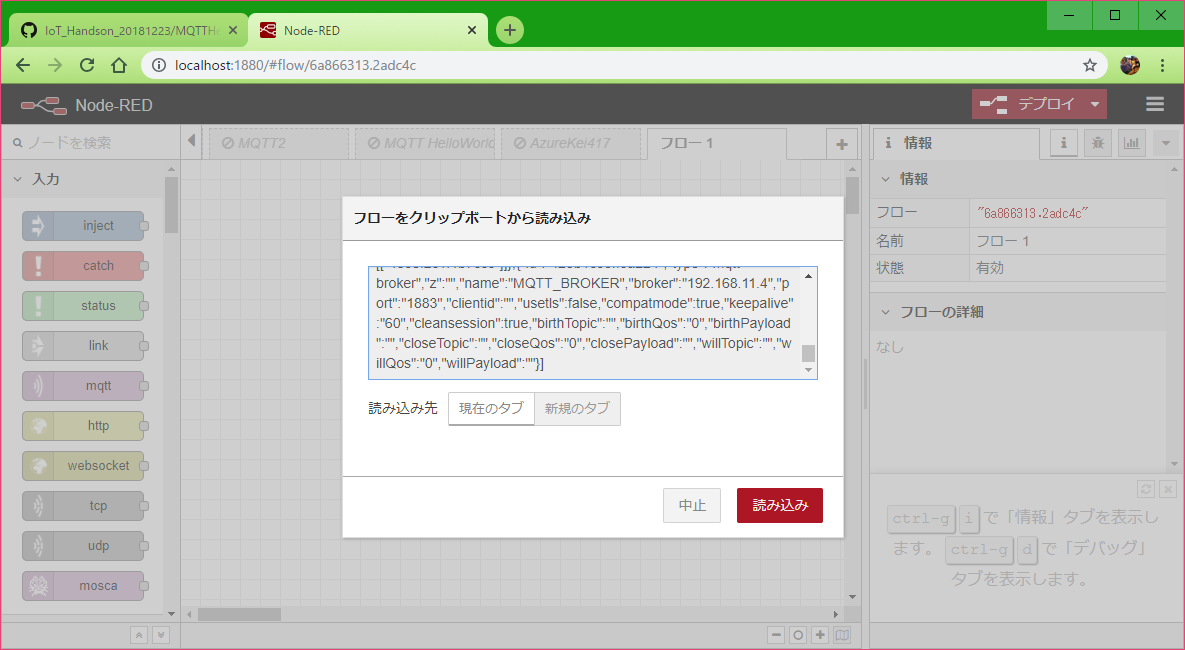 IoT_Handson_20181223/MQTTHe
Node-RED
localhost:1880/#flow/6a866313.2adc4c
Node-RED
デプロイ
ノードを検索
MQTT2
MQTT HelloWorld
AzureKei417
フロー 1
i 情報
入力
inject
catch
status
link
mqtt
http
websocket
tcp
udp
mosca
フローをクリップボートから読み込み
broker","z":"","name":"MQTT_BROKER","broker":"192.168.11.4","p
ort":"1883","clientid":"","usetls":false,"compatmode":true,"keepalive"
:"60","cleansession":true,"birthTopic":"","birthQos":"0","birthPayload
":"","closeTopic":"","closeQos":"0","closePayload":"","willTopic":"","w
illQos":"0","willPayload":""}]
読み込み先
現在のタブ
新規のタブ
中止
読み込み
情報
フロー
"6a866313.2adc4c"
名前
フロー 1
状態
有効
フローの詳細
なし
ctrl-g i で「情報」タブを表示し
ます。 ctrl-g d で「デバッグ」
タブを表示します。